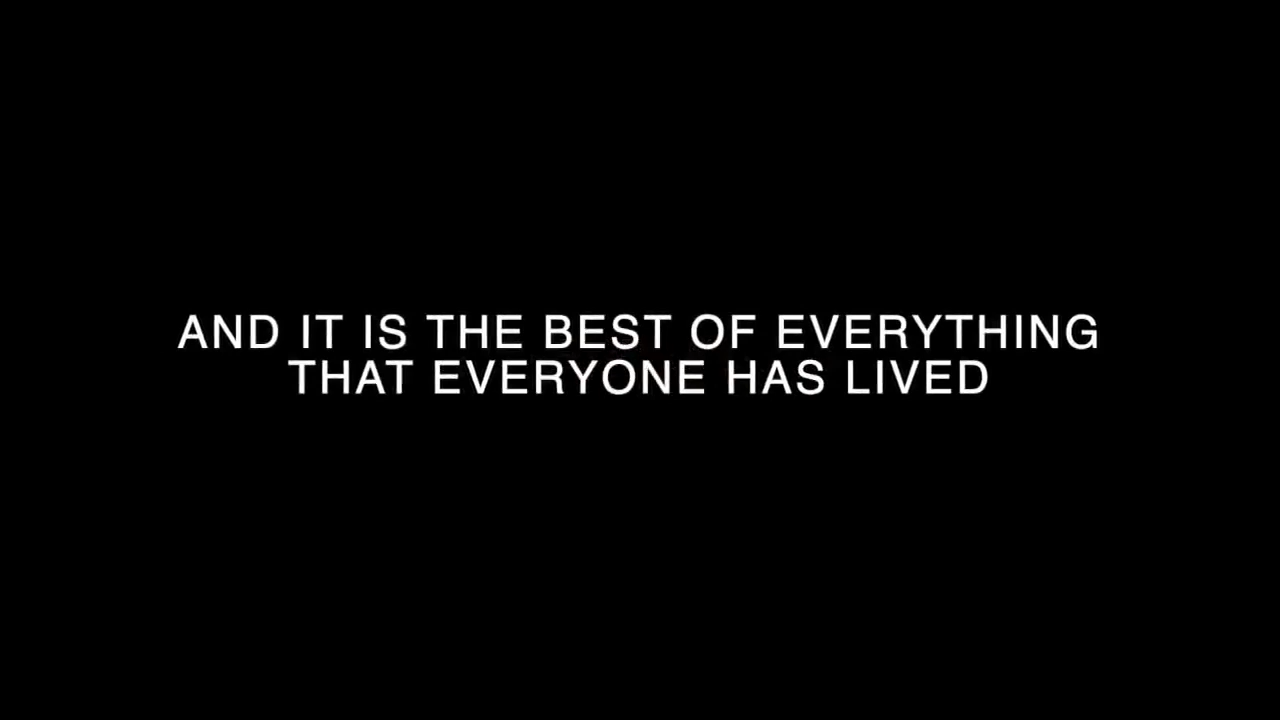 AND IT IS THE BEST OF EVERYTHING
THAT EVERYONE HAS LIVED